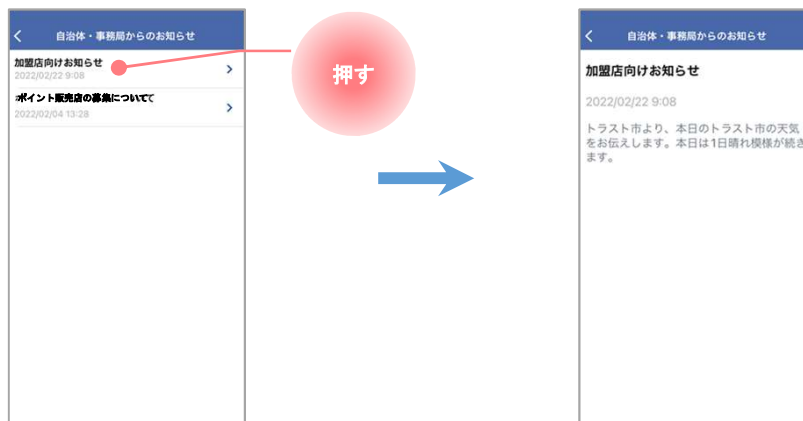 自治体・事務局からのお知らせ
加盟店向けお知らせ
2022/02/22 9:08
ポイント販売店の募集について
2022/02/04 13:28
押す
自治体・事務局からのお知らせ
加盟店向けお知らせ
2022/02/22 9:08
トラスト市より、本日のトラスト市の天気
をお伝えします。本日は1日晴れ模様が続き
ます。